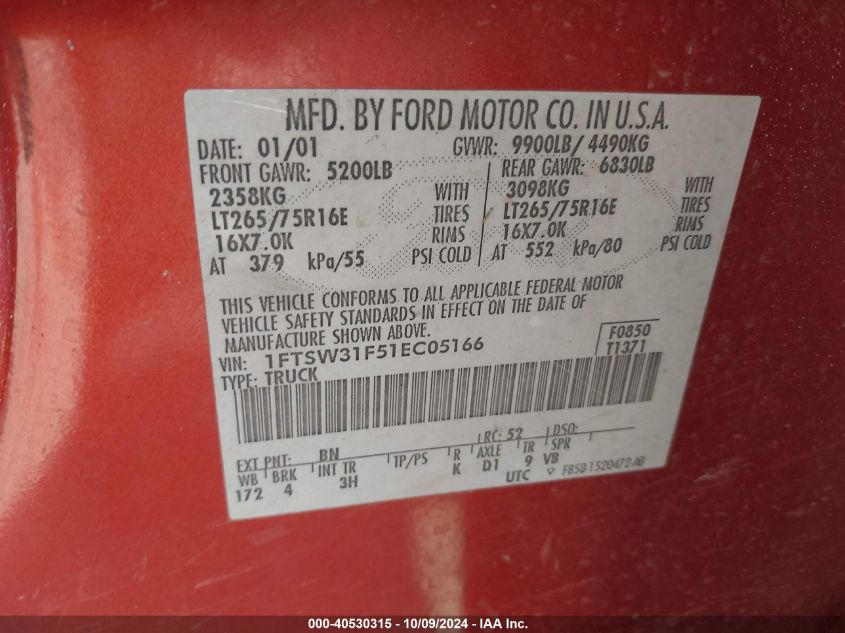 MFD. BY FORD MOTOR CO. IN U.S.A.
DATE: 01/01 GVWR: 9900LB/ 4490KG
FRONT GAWR: 5200LB REAR GAWR: 6830LB
2358KG WITH 3098KG WITH
LT265/75R16E TIRES LT265/75R16E TIRES
16X7.0K RIMS 16X7.0K RIMS
AT 379 kPa/55 PSI COLD AT 552 kPa/80 PSI COLD
THIS VEHICLE CONFORMS TO ALL APPLICABLE FEDERAL MOTOR
VEHICLE SAFETY STANDARDS IN EFFECT ON THE DATE OF
MANUFACTURE SHOWN ABOVE.
VIN: 1FTSW31F51EC05166 F0850
TYPE: TRUCK T1371
EXT PNT: BN RC: 52 DSO:
WB BRK INT TR TP/PS R AXLE TR SPR
172 4 3H K D1 9 VB
UTC F85B-1520472-AB
000-40530315 - 10/09/2024 - IAA Inc.